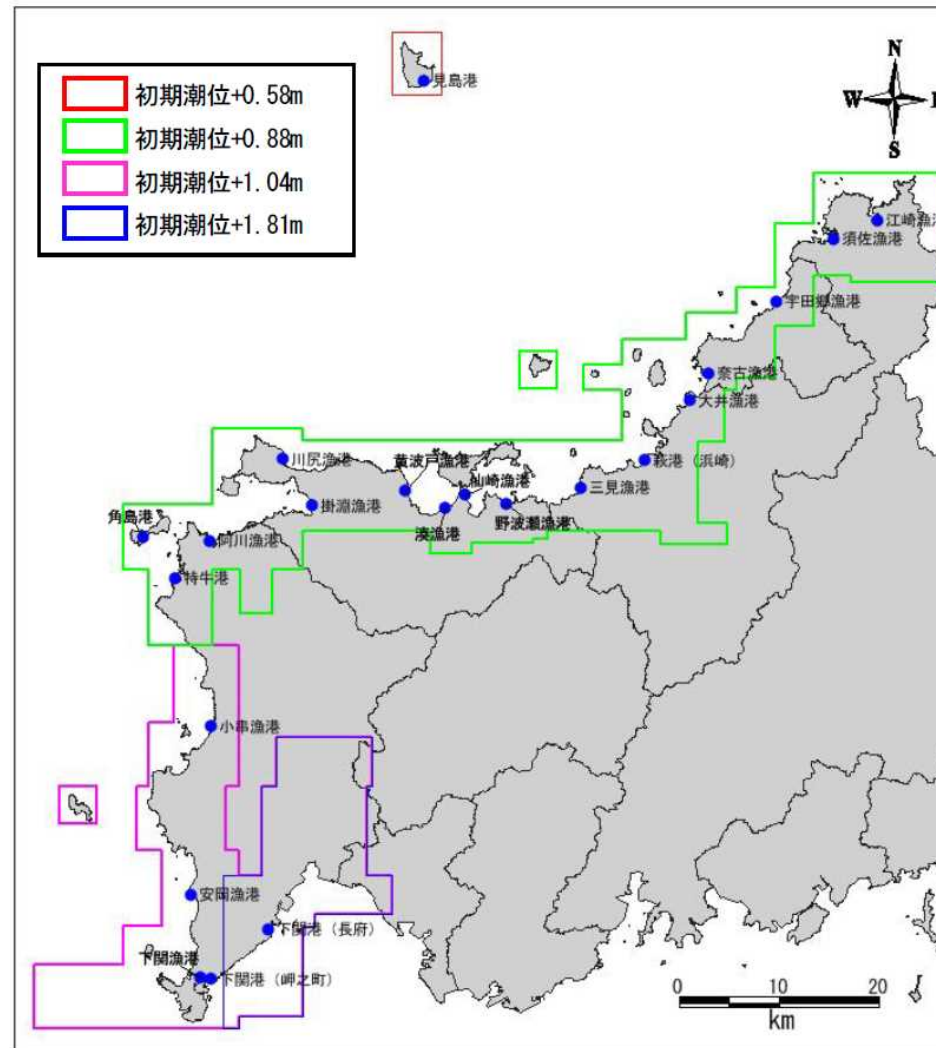 見島港
初期潮位+0.58m
初期潮位+0.88m
初期潮位+1.04m
初期潮位+1.81m
N
W
S
江崎漁
須佐漁港
宇田郷漁港
奈古漁港
大井漁港
萩港（浜崎）
三見漁港
川尻漁港
黄波戸漁港
仙崎漁港
掛淵漁港
湊漁港
野波瀬漁港
角島港
阿川漁港
特牛港
小串漁港
安岡漁港
下関港（長府）
下関漁港
下関港（岬之町）
0 10 20
km